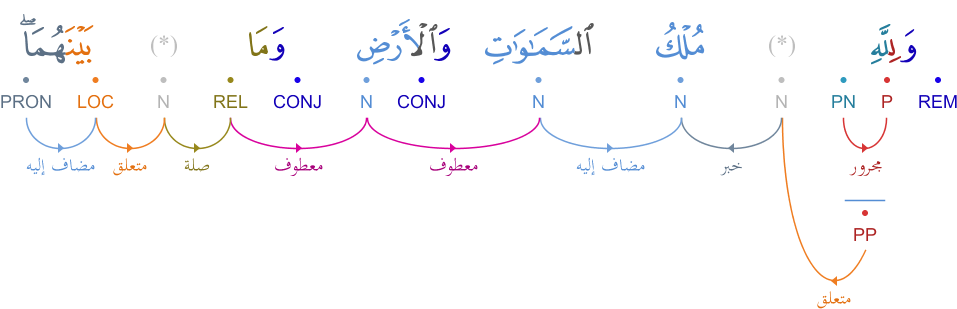 وَلِلَّهِ (*) مُلْكُ ٱلسَّمَـٰوَٰتِ وَٱلْأَرْضِ وَمَا (*) بَيْنَهُمَا ۖ
REM P PN N N N CONJ N CONJ REL N LOC PRON
مجرور خبر مضاف إليه معطوف معطوف صلة متعلق مضاف إليه
PP
متعلق